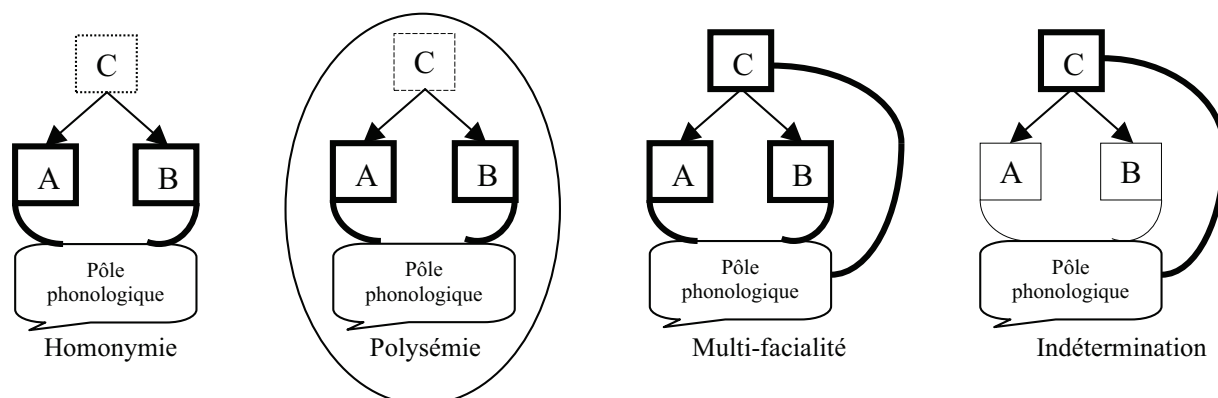 C
A B
Pôle
phonologique
Homonymie
C
A B
Pôle
phonologique
Polysémie
C
A B
Pôle
phonologique
Multi-facialité
C
A B
Pôle
phonologique
Indétermination